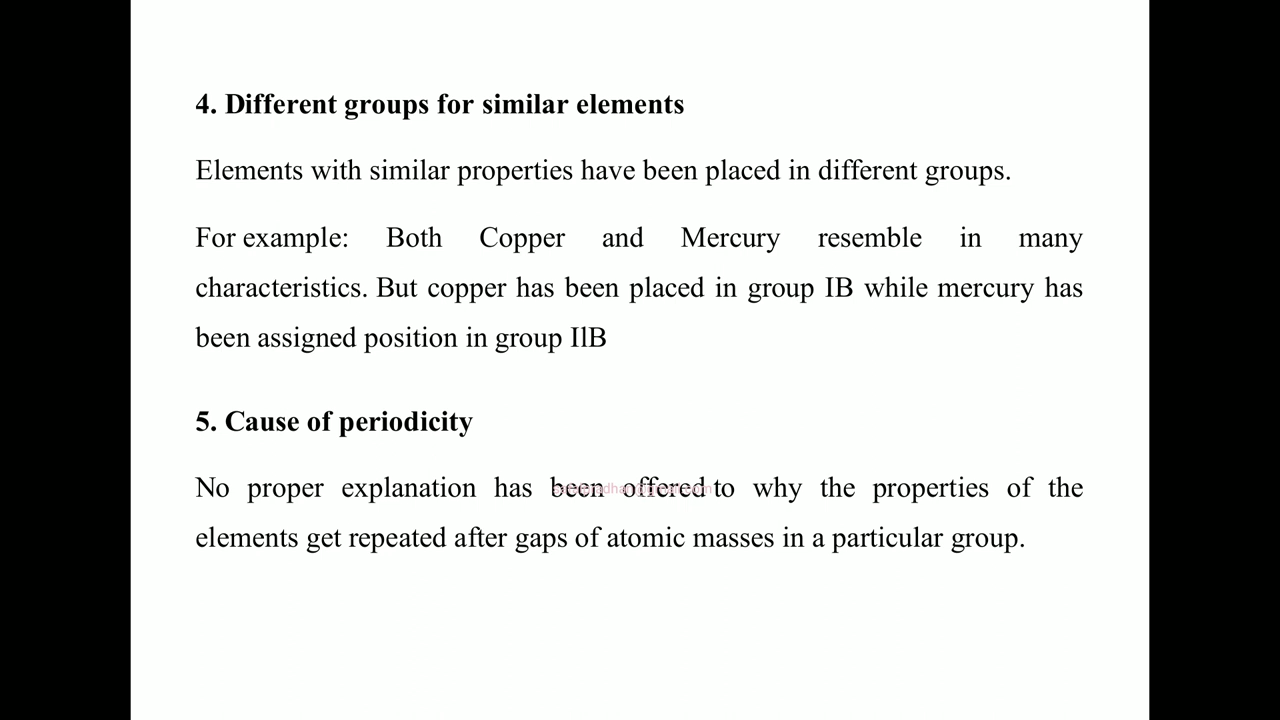 4. Different groups for similar elements
Elements with similar properties have been placed in different groups.
For example: Both Copper and Mercury resemble in many
characteristics. But copper has been placed in group IB while mercury has
been assigned position in group IlB
5. Cause of periodicity
No proper explanation has been offered to why the properties of the
elements get repeated after gaps of atomic masses in a particular group.